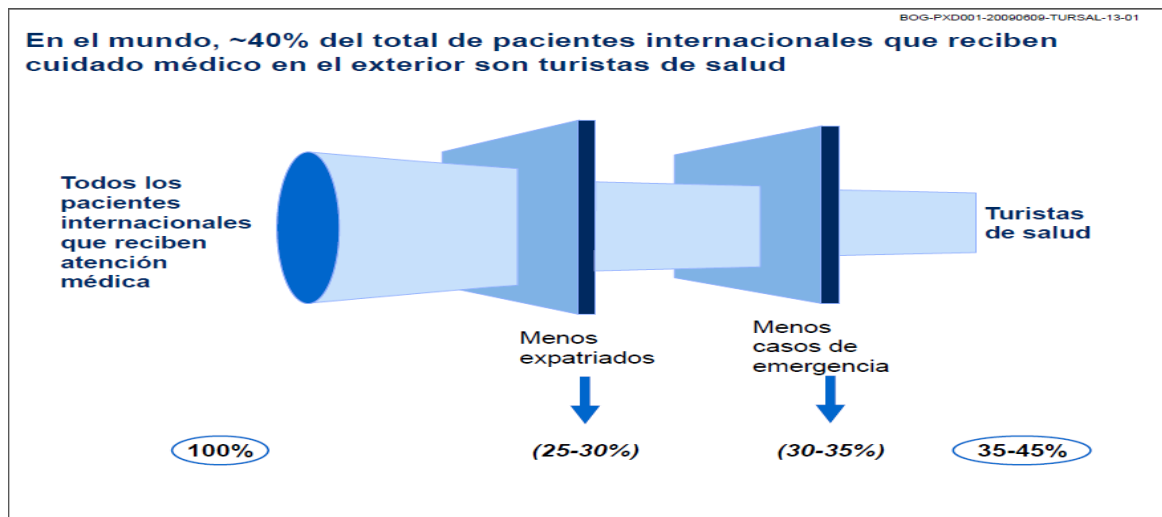 BOG-PXD001-20090609-TURSAL-13-01
En el mundo, ~40% del total de pacientes internacionales que reciben
cuidado médico en el exterior son turistas de salud
Todos los
pacientes
internacionales
que reciben
atención
médica
Turistas
de salud
Menos
expatriados
Menos
casos de
emergencia
100%
(25-30%)
(30-35%)
35-45%